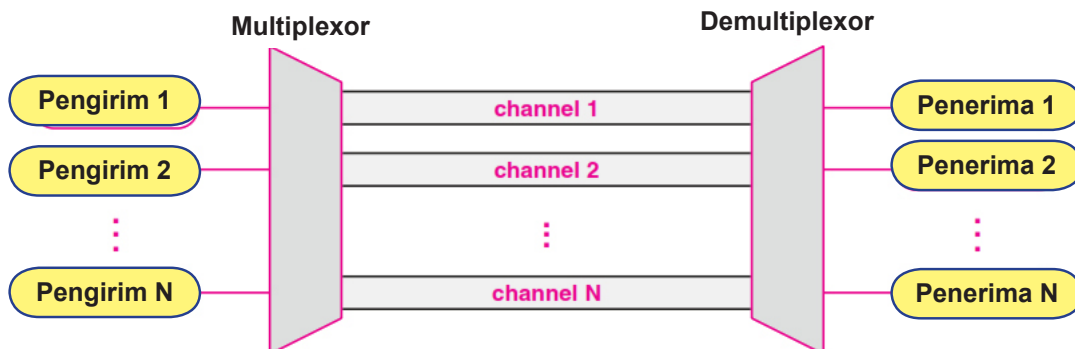 Multiplexor
Demultiplexor
Pengirim 1
channel 1
Penerima 1
Pengirim 2
channel 2
Penerima 2
Pengirim N
channel N
Penerima N